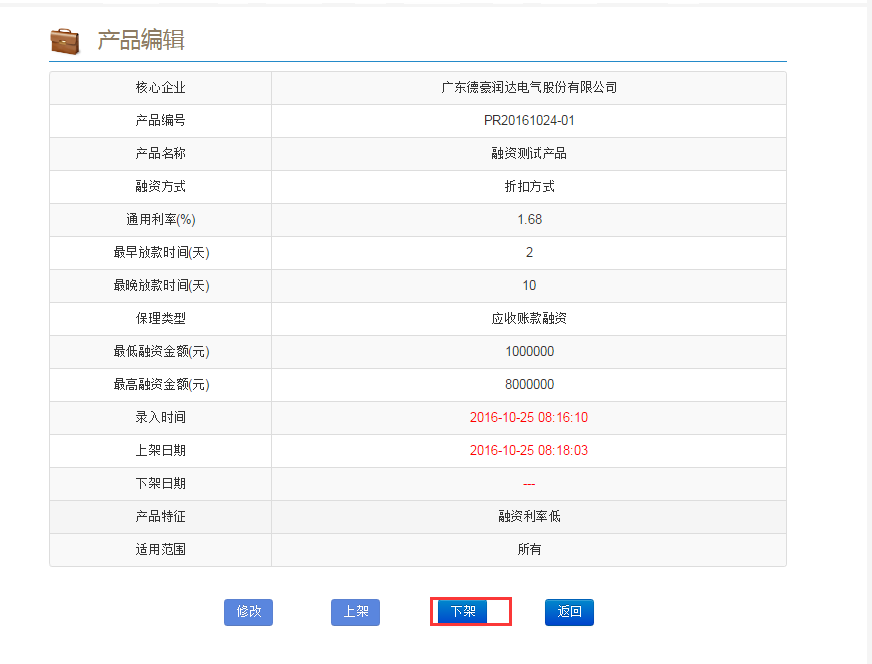 产品编辑
核心企业 广东德豪润达电气股份有限公司
产品编号 PR20161024-01
产品名称 融资测试产品
融资方式 折扣方式
通用利率(%) 1.68
最早放款时间(天) 2
最晚放款时间(天) 10
保理类型 应收账款融资
最低融资金额(元) 1000000
最高融资金额(元) 8000000
录入时间 2016-10-25 08:16:10
上架日期 2016-10-25 08:18:03
下架日期 ---
产品特征 融资利率低
适用范围 所有
修改 上架 下架 返回